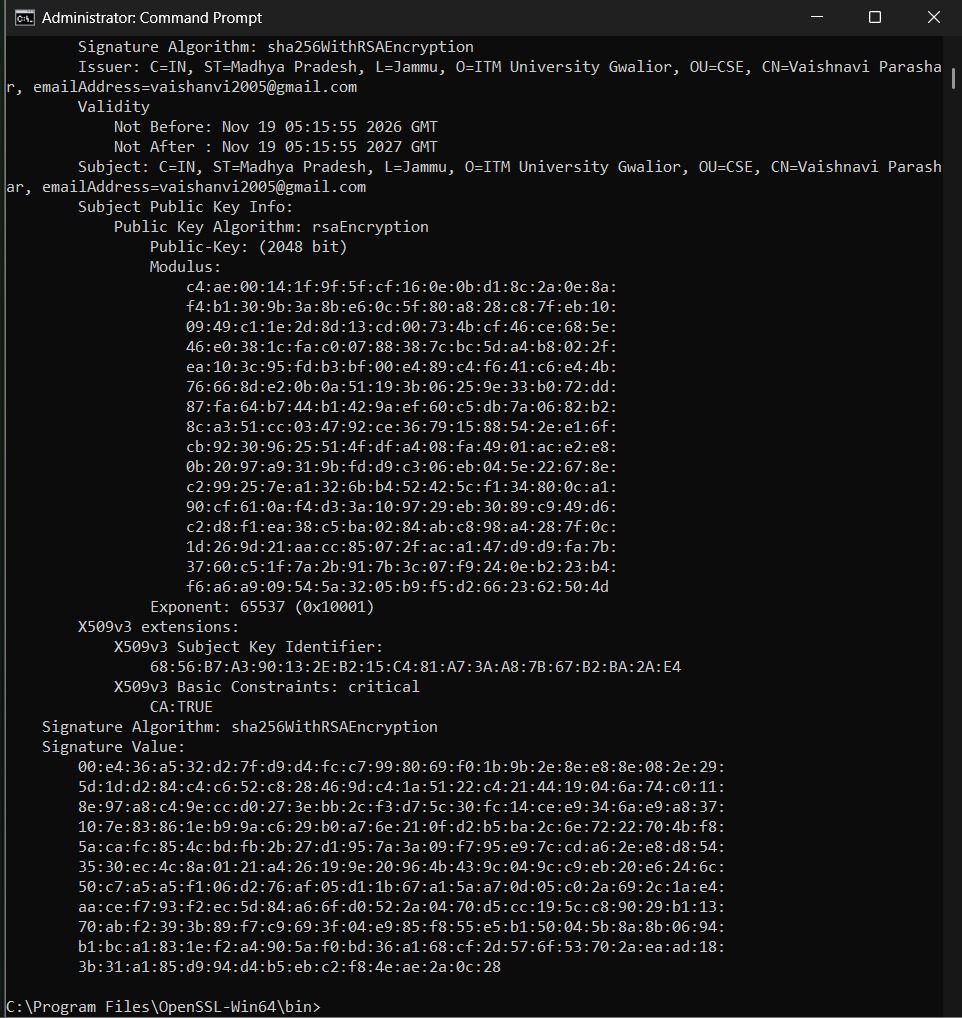 Administrator: Command Prompt
Signature Algorithm: sha256WithRSAEncryption
Issuer: C=IN, ST=Madhya Pradesh, L=Jammu, O=ITM University Gwalior, OU=CSE, CN=Vaishnavi Parasha
r, emailAddress=vaishanvi2005@gmail.com
Validity
Not Before: Nov 19 05:15:55 2026 GMT
Not After : Nov 19 05:15:55 2027 GMT
Subject: C=IN, ST=Madhya Pradesh, L=Jammu, O=ITM University Gwalior, OU=CSE, CN=Vaishnavi Parash
ar, emailAddress=vaishanvi2005@gmail.com
Subject Public Key Info:
Public Key Algorithm: rsaEncryption
Public-Key: (2048 bit)
Modulus:
c4:ae:00:14:1f:9f:5f:cf:16:0e:0b:d1:8c:2a:0e:8a:
f4:b1:30:9b:3a:8b:e6:0c:5f:80:a8:28:c8:7f:eb:10:
09:49:c1:1e:2d:8d:13:cd:00:73:4b:cf:46:ce:68:5e:
46:e0:38:1c:fa:c0:07:88:38:7c:bc:5d:a4:b8:02:2f:
ea:10:3c:95:fd:b3:bf:00:e4:89:c4:f6:41:c6:e4:4b:
76:66:8d:e2:0b:0a:51:19:3b:06:25:9e:33:b0:72:dd:
87:fa:64:b7:44:b1:42:9a:ef:60:c5:db:7a:06:82:b2:
8c:a3:51:cc:03:47:92:ce:36:79:15:88:54:2e:e1:6f:
cb:92:30:96:25:51:4f:df:a4:08:fa:49:01:ac:e2:e8:
0b:20:97:a9:31:9b:fd:d9:c3:06:eb:04:5e:22:67:8e:
c2:99:25:7e:a1:32:6b:b4:52:42:5c:f1:34:80:0c:a1:
90:cf:61:0a:f4:d3:3a:10:97:29:eb:30:89:c9:49:d6:
c2:d8:f1:ea:38:c5:ba:02:84:ab:c8:98:a4:28:7f:0c:
1d:26:9d:21:aa:cc:85:07:2f:ac:a1:47:d9:d9:fa:7b:
37:60:c5:1f:7a:2b:91:7b:3c:07:f9:24:0e:b2:23:b4:
f6:a6:a9:09:54:5a:32:05:b9:f5:d2:66:23:62:50:4d
Exponent: 65537 (0x10001)
X509v3 extensions:
X509v3 Subject Key Identifier:
68:56:B7:A3:90:13:2E:B2:15:C4:81:A7:3A:A8:7B:67:B2:BA:2A:E4
X509v3 Basic Constraints: critical
CA:TRUE
Signature Algorithm: sha256WithRSAEncryption
Signature Value:
00:e4:36:a5:32:d2:7f:d9:d4:fc:c7:99:80:69:f0:1b:9b:2e:8e:e8:8e:08:2e:29:
5d:1d:d2:84:c4:c6:52:c8:28:46:9d:c4:1a:51:22:c4:21:44:19:04:6a:74:c0:11:
8e:97:a8:c4:9e:cc:d0:27:3e:bb:2c:f3:d7:5c:30:fc:14:ce:e9:34:6a:e9:a8:37:
10:7e:83:86:1e:b9:9a:c6:29:b0:a7:6e:21:0f:d2:b5:ba:2c:6e:72:22:70:4b:f8:
5a:ca:fc:85:4c:bd:fb:2b:27:d1:95:7a:3a:09:f7:95:e9:7c:cd:a6:2e:e8:d8:54:
35:30:ec:4c:8a:01:21:a4:26:19:9e:20:96:4b:43:9c:04:9c:c9:eb:20:e6:24:6c:
50:c7:a5:a5:f1:06:d2:76:af:05:d1:1b:67:a1:5a:a7:0d:05:c0:2a:69:2c:1a:e4:
aa:ce:f7:93:f2:ec:5d:84:a6:6f:d0:52:2a:04:70:d5:cc:19:5c:c8:90:29:b1:13:
70:ab:f2:39:3b:89:f7:c9:69:3f:04:e9:85:f8:55:e5:b1:50:04:5b:8a:8b:06:94:
b1:bc:a1:83:1e:f2:a4:90:5a:f0:bd:36:a1:68:cf:2d:57:6f:53:70:2a:ea:ad:18:
3b:31:a1:85:d9:94:d4:b5:eb:c2:f8:4e:ae:2a:0c:28
C:\Program Files\OpenSSL-Win64\bin>